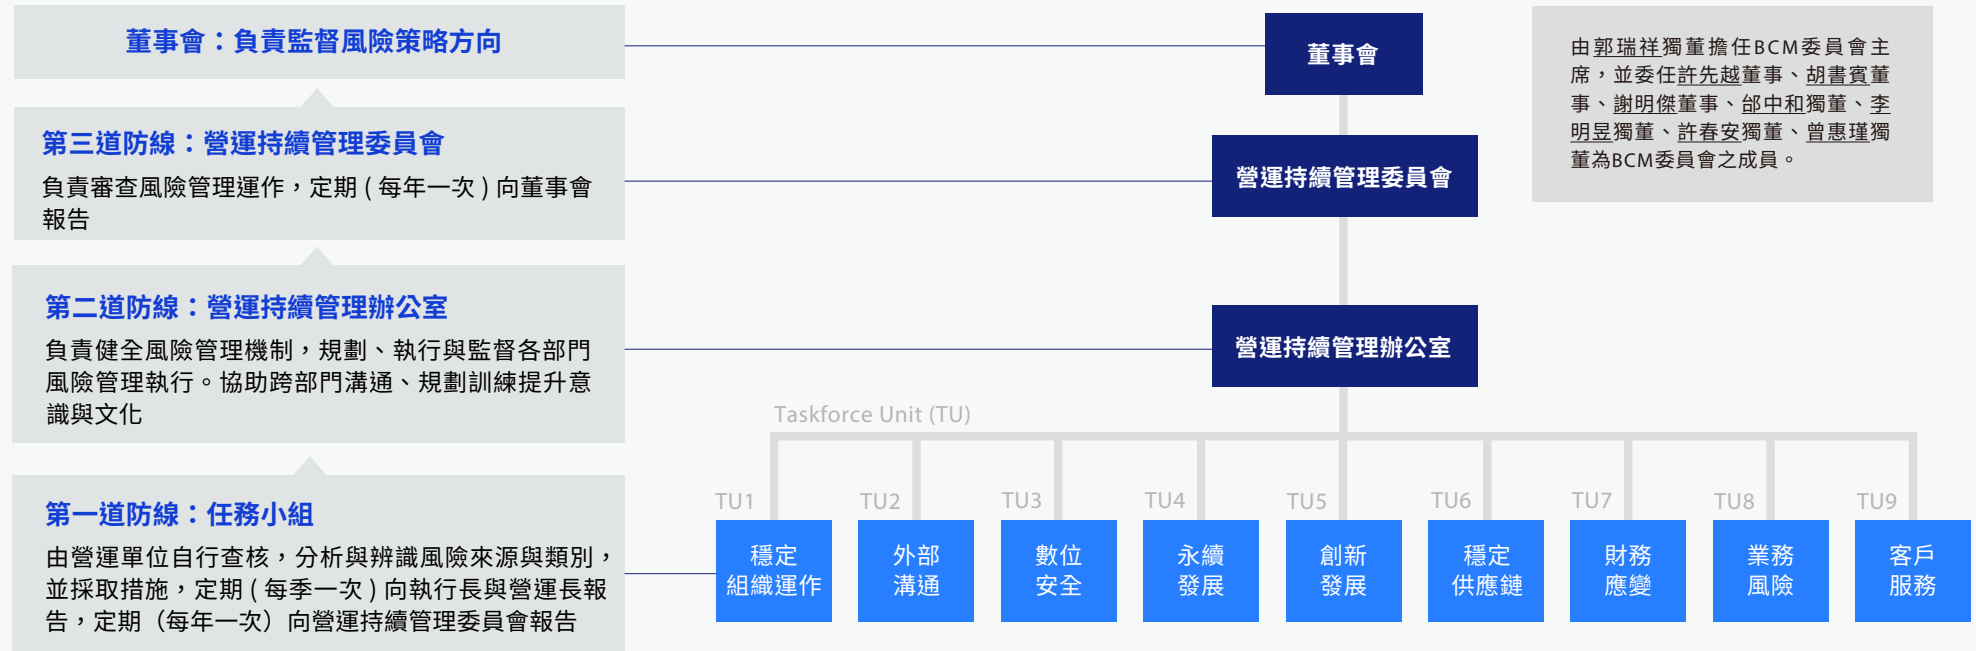 董事會：負責監督風險策略方向
第三道防線：營運持續管理委員會
負責審查風險管理運作，定期 ( 每年一次 ) 向董事會
報告
第二道防線：營運持續管理辦公室
負責健全風險管理機制，規劃、執行與監督各部門
風險管理執行。協助跨部門溝通、規劃訓練提升意
識與文化
第一道防線：任務小組
由營運單位自行查核，分析與辨識風險來源與類別，
並採取措施，定期 ( 每季一次 ) 向執行長與營運長報
告，定期（每年一次）向營運持續管理委員會報告
董事會
營運持續管理委員會
營運持續管理辦公室
由郭瑞祥獨董擔任BCM委員會主
席，並委任許先越董事、胡書賓董
事、謝明傑董事、邰中和獨董、李
明昱獨董、許春安獨董、曾惠瑾獨
董為BCM委員會之成員。
Taskforce Unit (TU)
TU1
穩定
組織運作
TU2
外部
溝通
TU3
數位
安全
TU4
永續
發展
TU5
創新
發展
TU6
穩定
供應鏈
TU7
財務
應變
TU8
業務
風險
TU9
客戶
服務